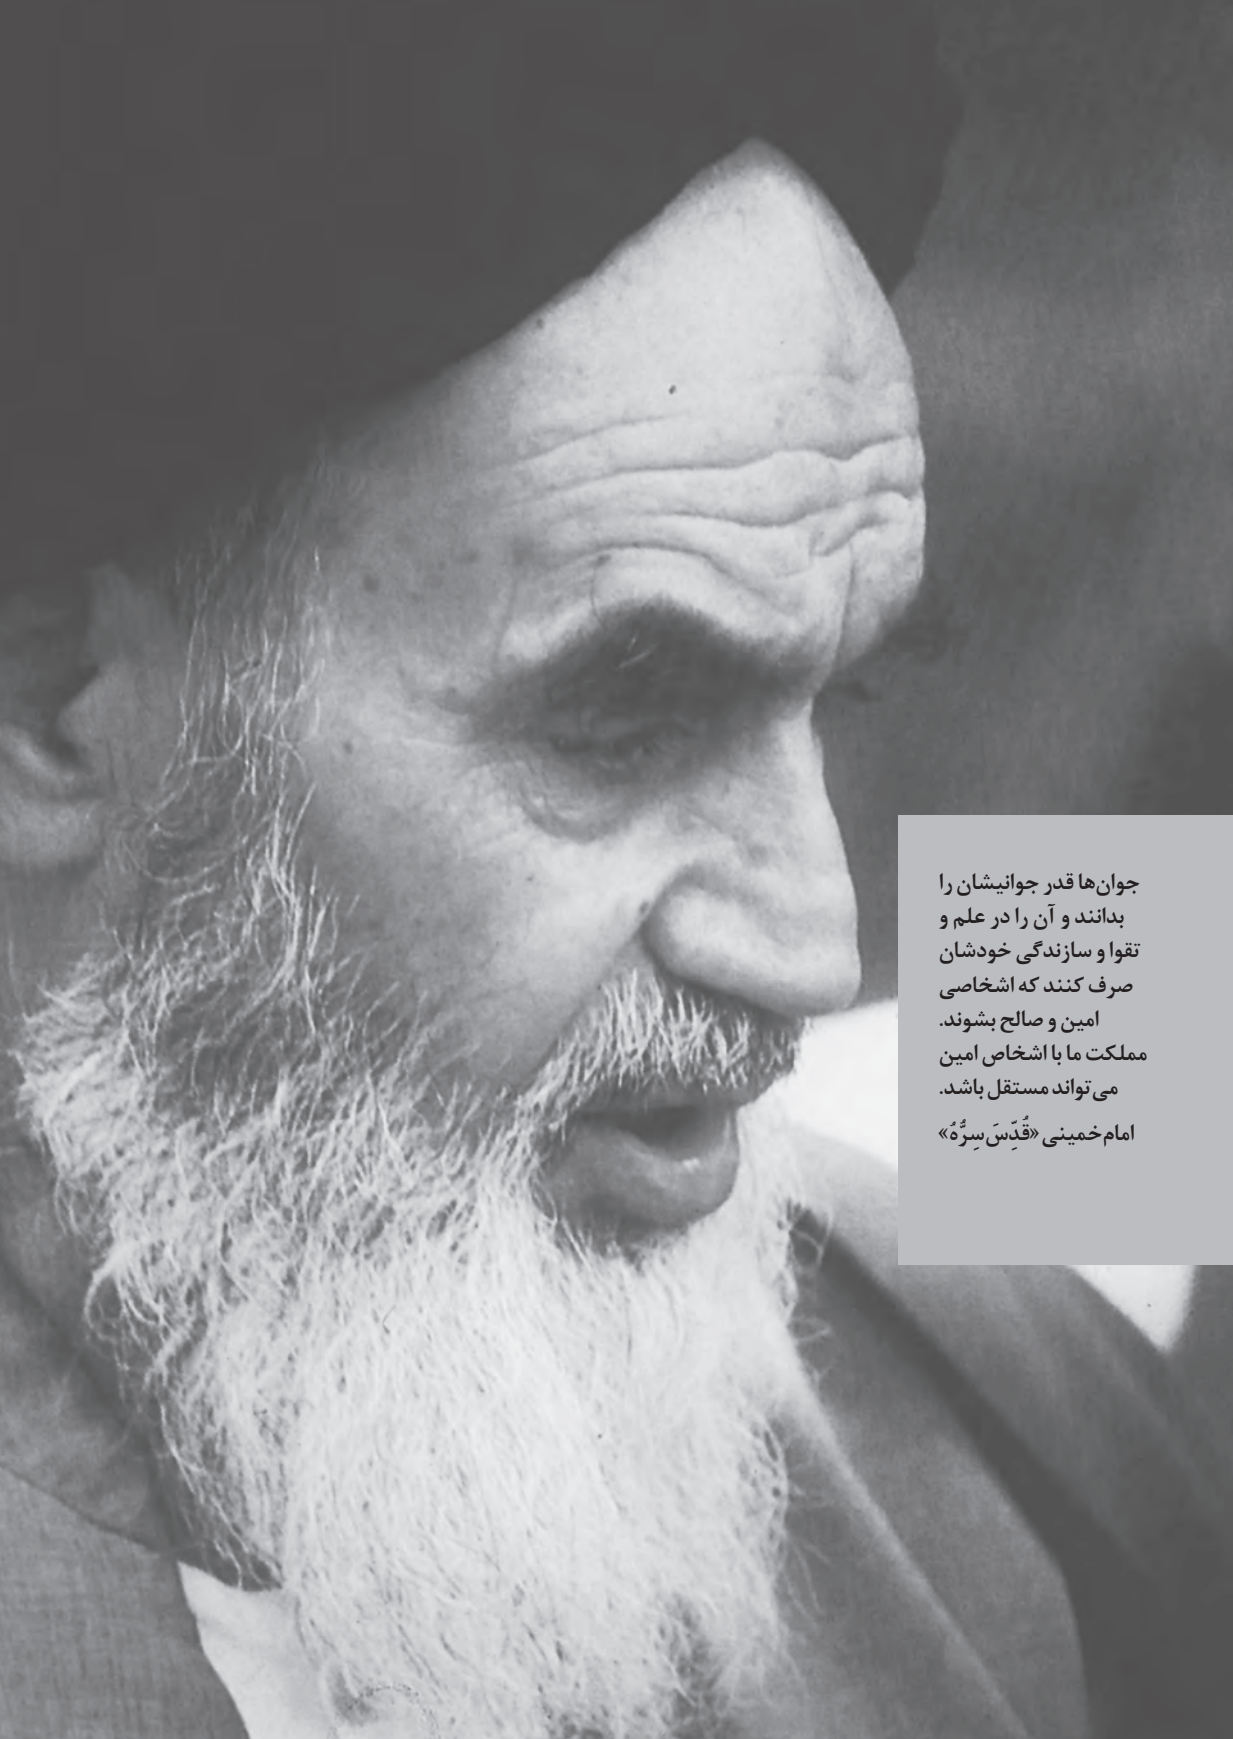 جوان‌ها قدر جوانیشان را
بدانند و آن را در علم و
تقوا و سازندگی خودشان
صرف کنند که اشخاصی
امین و صالح بشوند.
مملکت ما با اشخاص امین
می‌تواند مستقل باشد.
امام خمینی «قُدِّسَ سِرُّهُ»